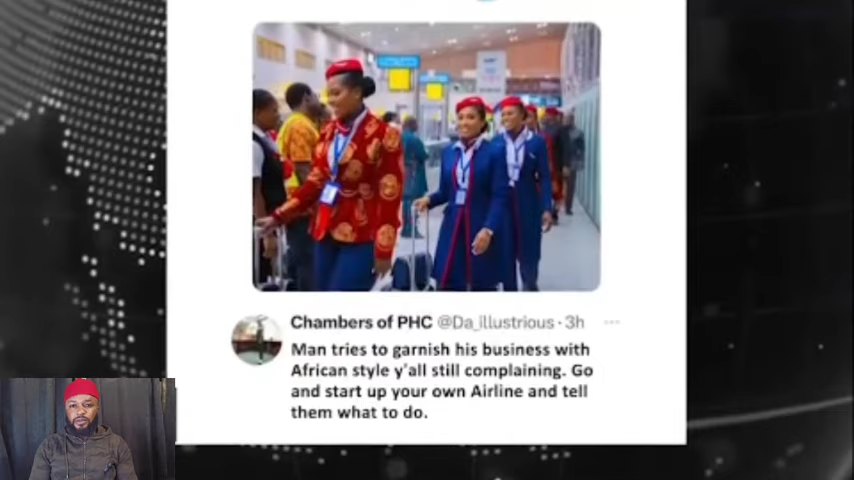 Chambers of PHC @Da_illustrious · 3h
Man tries to garnish his business with
African style y'all still complaining. Go
and start up your own Airline and tell
them what to do.